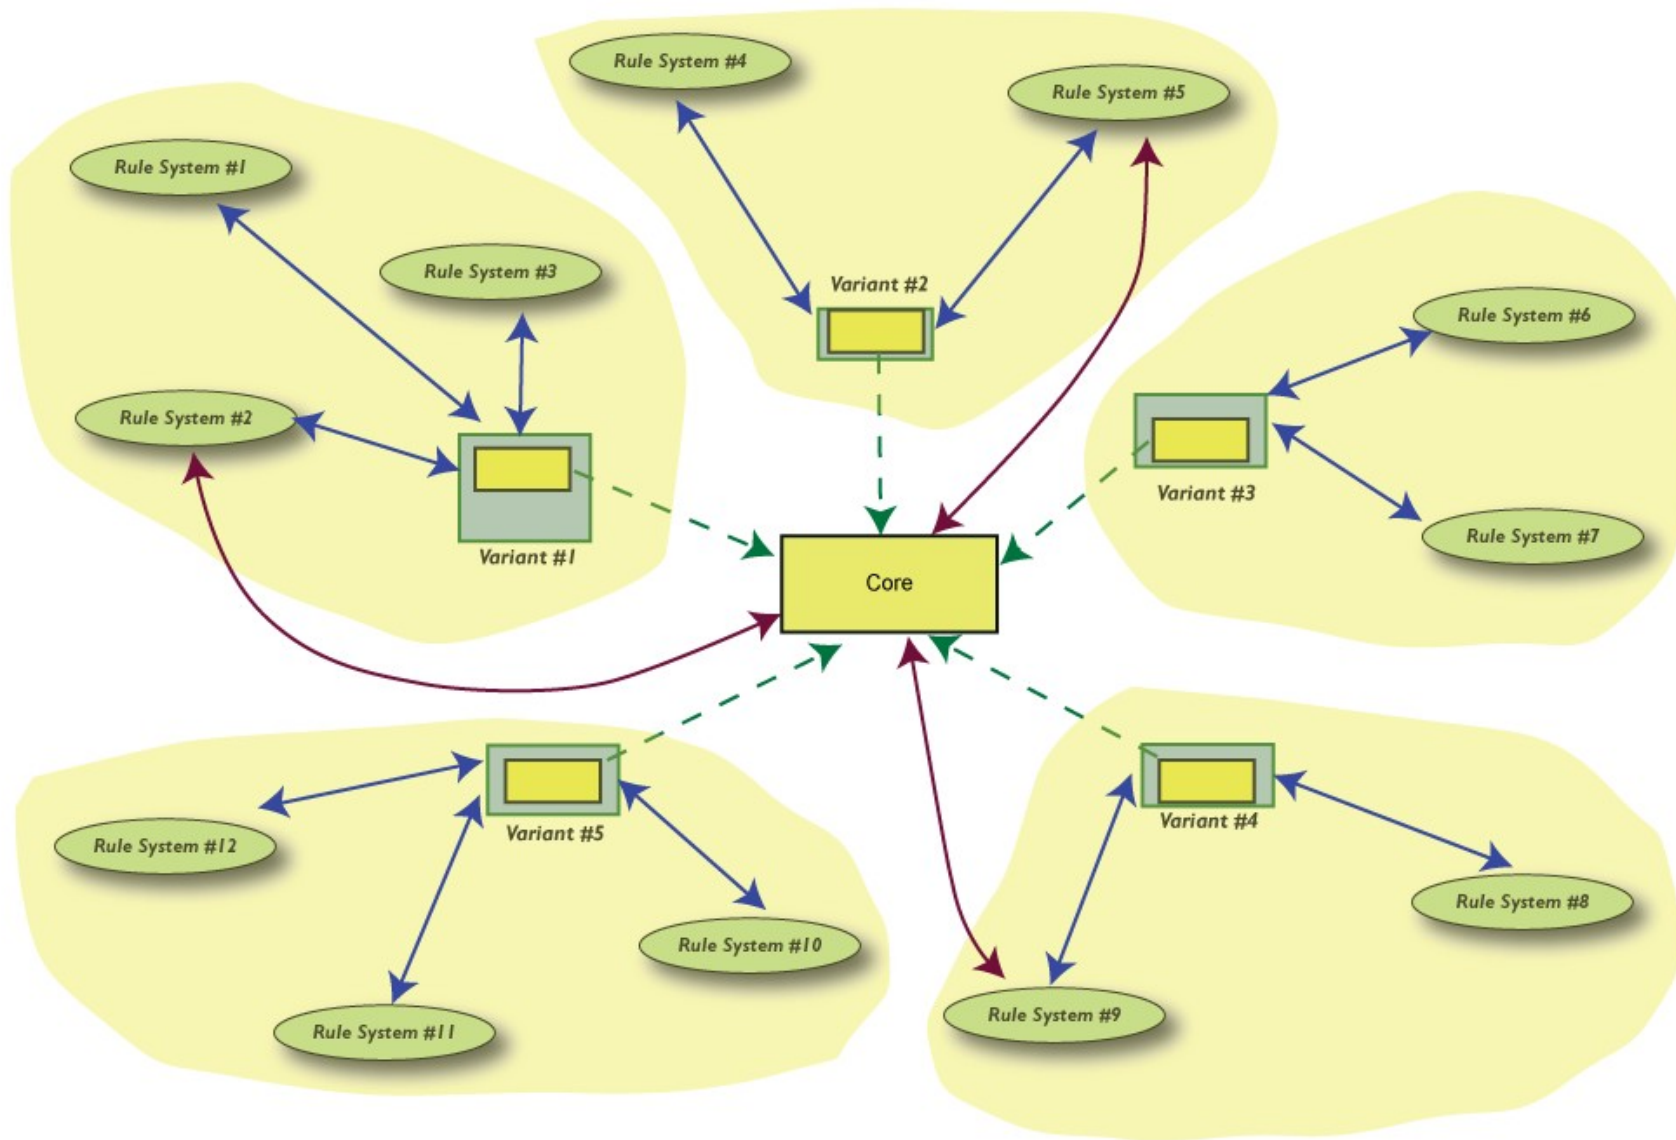 Rule System #4
Rule System #5
Rule System #1
Rule System #3
Variant #2
Rule System #6
Rule System #2
Variant #3
Rule System #7
Variant #1
Core
Variant #5
Variant #4
Rule System #12
Rule System #8
Rule System #10
Rule System #9
Rule System #11